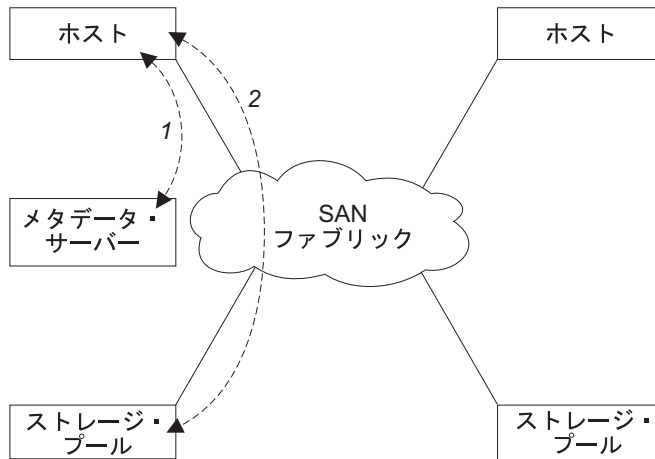 ホスト
ホスト
2
1
メタデータ・
サーバー
SAN
ファブリック
ストレージ・
プール
ストレージ・
プール